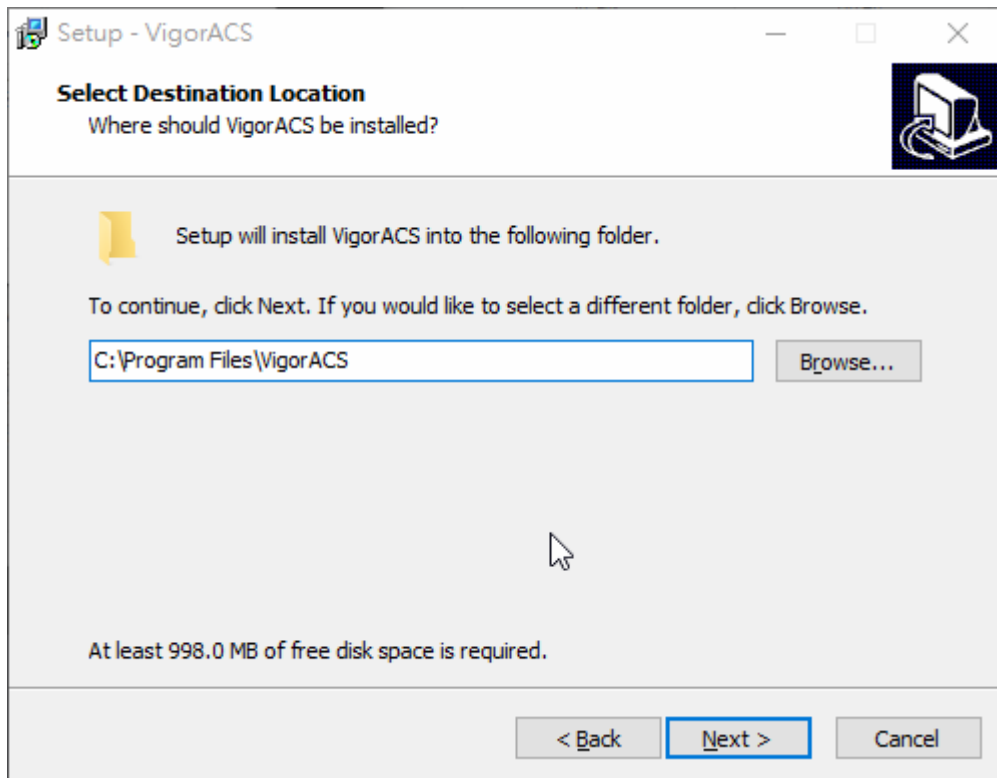 Setup - VigorACS
Select Destination Location
Where should VigorACS be installed?
Setup will install VigorACS into the following folder.
To continue, click Next. If you would like to select a different folder, click Browse.
C:\Program Files\VigorACS
Browse...
At least 998.0 MB of free disk space is required.
< Back
Next >
Cancel